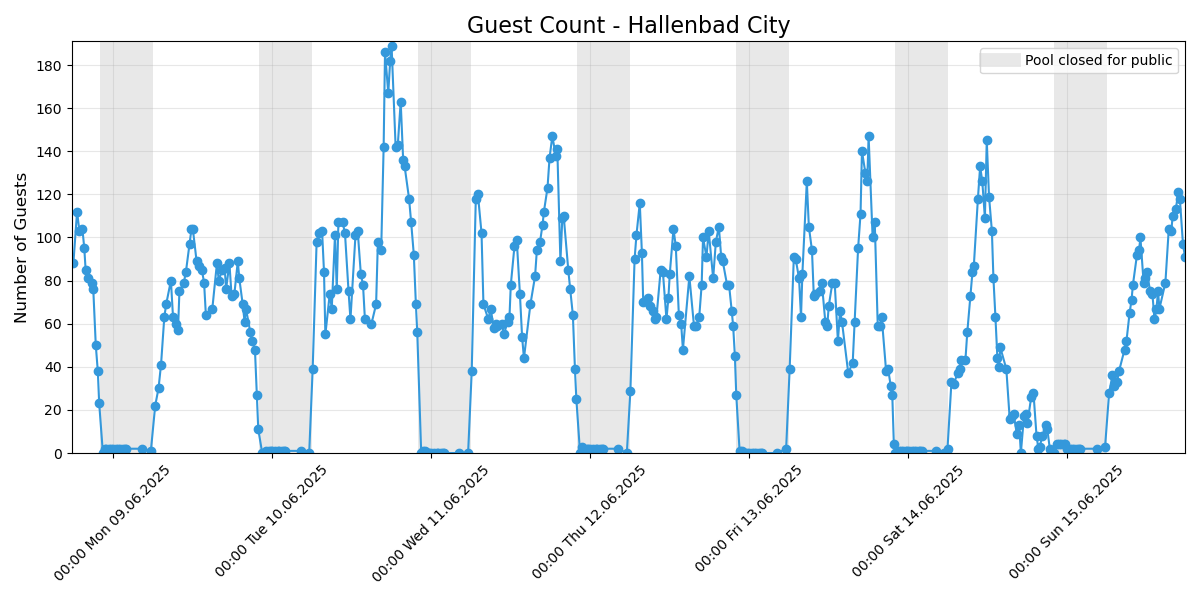 Guest Count - Hallenbad City
Pool closed for public
Number of Guests
180
160
140
120
100
80
60
40
20
0
00:00 Mon 09.06.2025
00:00 Tue 10.06.2025
00:00 Wed 11.06.2025
00:00 Thu 12.06.2025
00:00 Fri 13.06.2025
00:00 Sat 14.06.2025
00:00 Sun 15.06.2025